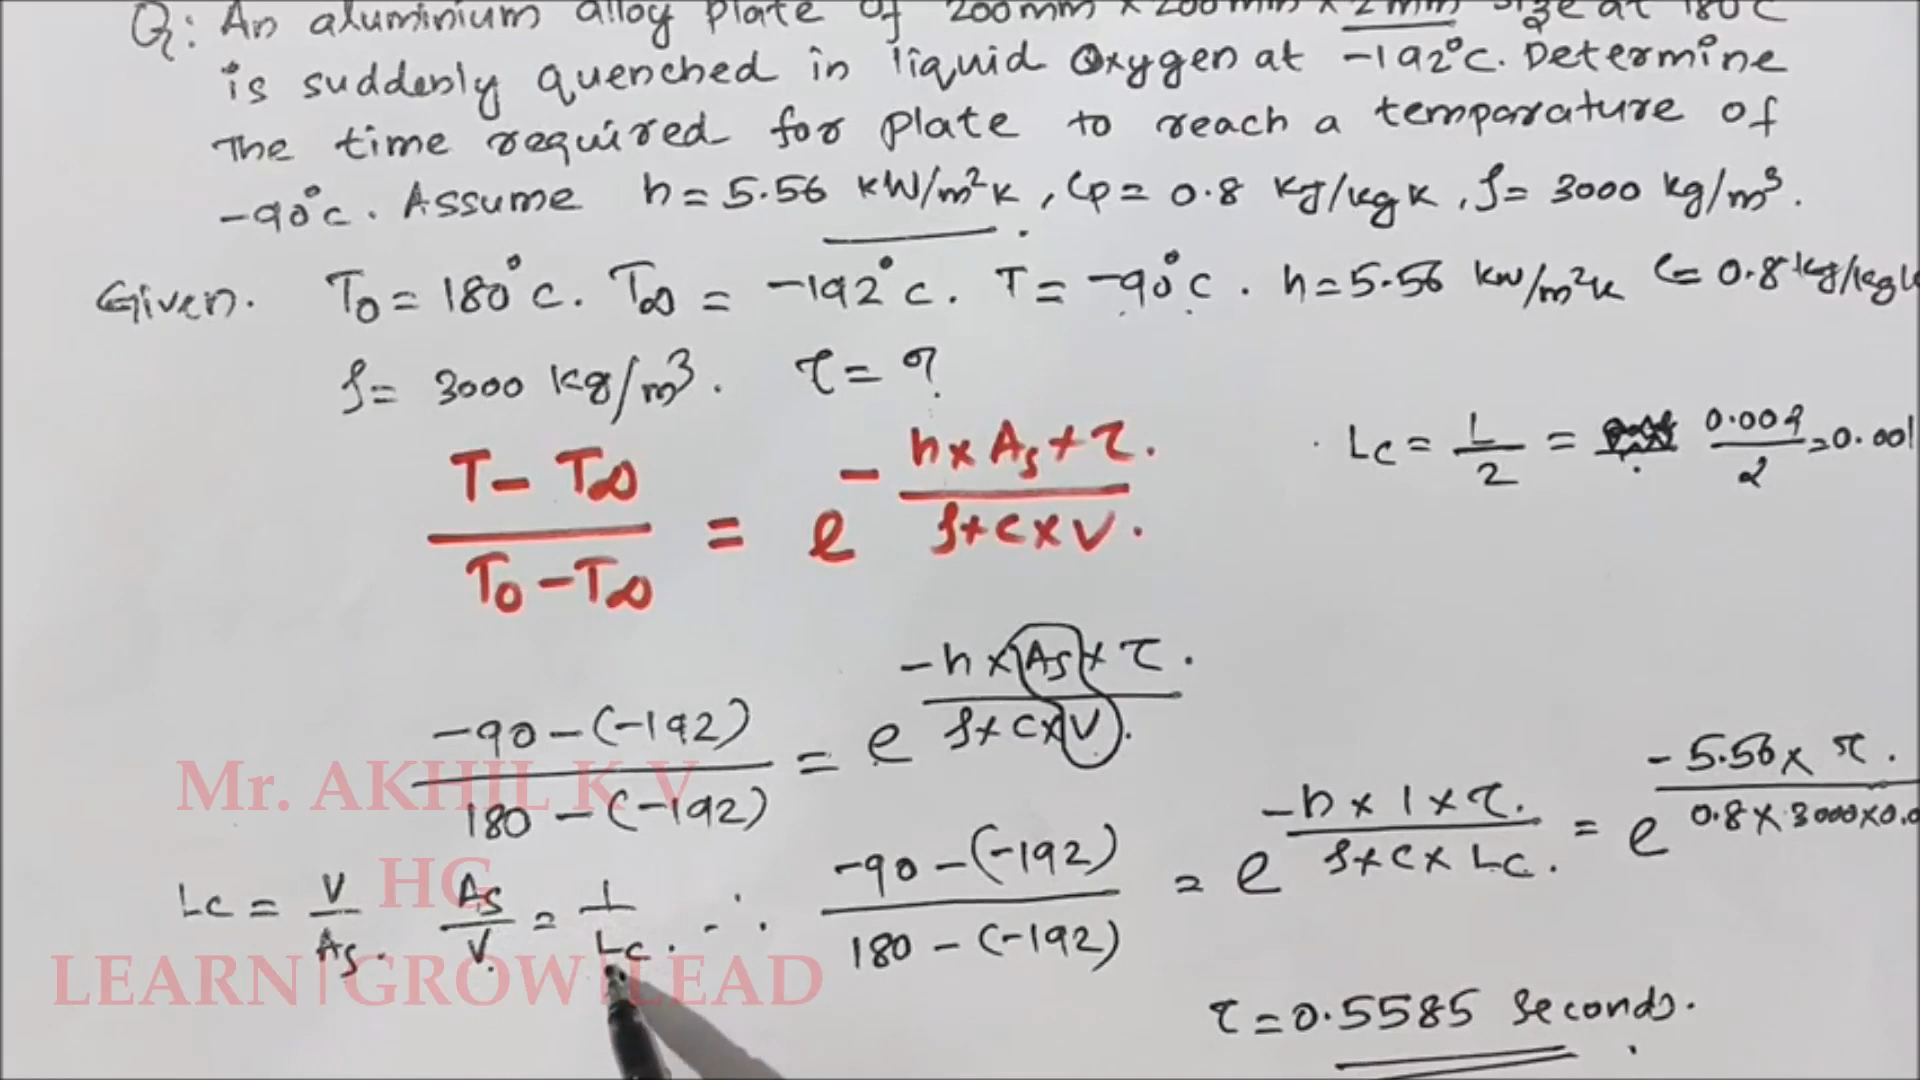 Q: An aluminium alloy plate of 200mm x 200mm x 2mm size at 180°C
is suddenly quenched in liquid Oxygen at -192°C. Determine
The time required for plate to reach a temparature of
-90°C. Assume h = 5.56 kW/m²K, Cp = 0.8 KJ/kgK, ρ = 3000 kg/m³.
Given. T₀ = 180°C. T∞ = -192°C. T = -90°C. h = 5.56 kW/m²K C = 0.8 kJ/kgk
ρ = 3000 kg/m³. τ = ?
Lc = L/2 = 0.002/2 = 0.001
(T - T∞)/(T₀ - T∞) = e^(-(h x As x τ.)/(ρ x C x V.))
(-90-(-192))/(180-(-192)) = e^((-h x As x τ.)/(ρ x C x V.))
Lc = V/As. As/V. = 1/Lc. ∴ (-90-(-192))/(180-(-192)) = e^((-h x 1 x τ.)/(ρ x C x Lc.)) = e^((-5.56 x τ.)/(0.8 x 3000 x 0.0
τ = 0.5585 Seconds.
Mr. AKHIL K V
HG
LEARN|GROW|LEAD